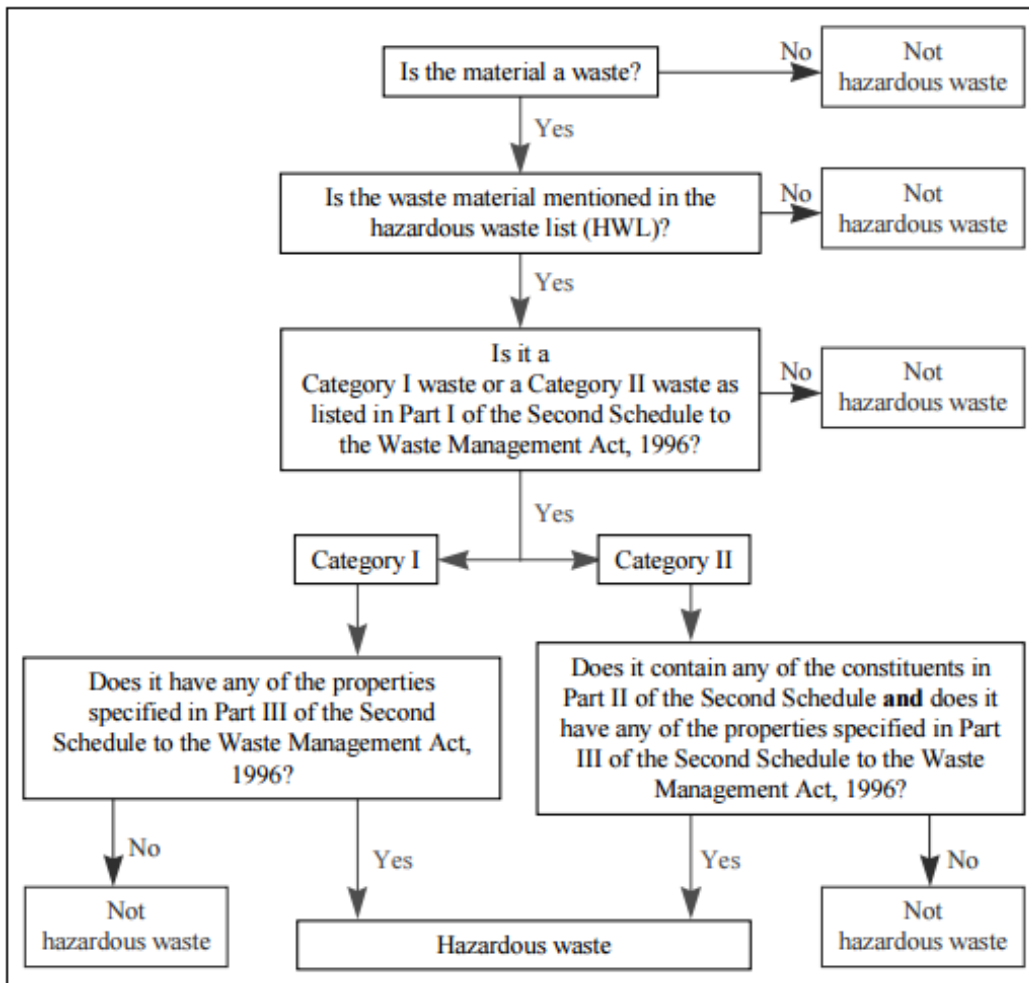 Is the material a waste?
No
Not
hazardous waste
Yes
Is the waste material mentioned in the
hazardous waste list (HWL)?
No
Not
hazardous waste
Yes
Is it a
Category I waste or a Category II waste as
listed in Part I of the Second Schedule to
the Waste Management Act, 1996?
No
Not
hazardous waste
Yes
Category I
Category II
Does it have any of the properties
specified in Part III of the Second
Schedule to the Waste Management Act,
1996?
Does it contain any of the constituents in
Part II of the Second Schedule and does it
have any of the properties specified in Part
III of the Second Schedule to the Waste
Management Act, 1996?
No
Yes
Yes
No
Not
hazardous waste
Hazardous waste
Not
hazardous waste